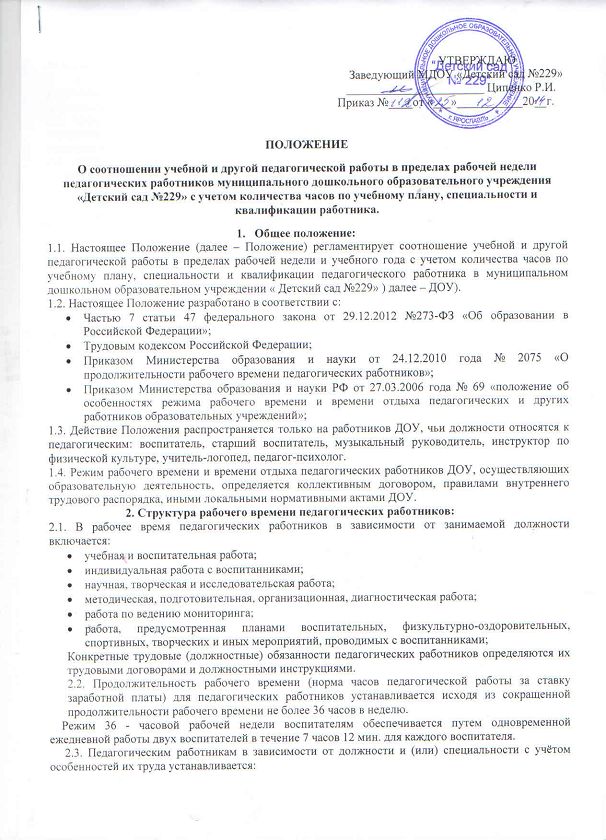 УТВЕРЖДАЮ
Заведующий МДОУ «Детский сад №229»
Ципенко Р.И.
Приказ № от «25» 12 2014 г.
МУНИЦИПАЛЬНОЕ ДОШКОЛЬНОЕ ОБРАЗОВАТЕЛЬНОЕ УЧРЕЖДЕНИЕ
"Детский сад № 229"
г. ЯРОСЛАВЛЬ
ПОЛОЖЕНИЕ
О соотношении учебной и другой педагогической работы в пределах рабочей недели
педагогических работников муниципального дошкольного образовательного учреждения
«Детский сад №229» с учетом количества часов по учебному плану, специальности и
квалификации работника.
1. Общее положение:
1.1. Настоящее Положение (далее – Положение) регламентирует соотношение учебной и другой
педагогической работы в пределах рабочей недели и учебного года с учетом количества часов по
учебному плану, специальности и квалификации педагогического работника в муниципальном
дошкольном образовательном учреждении « Детский сад №229» ) далее – ДОУ).
1.2. Настоящее Положение разработано в соответствии с:
• Частью 7 статьи 47 федерального закона от 29.12.2012 №273-ФЗ «Об образовании в
Российской Федерации»;
• Трудовым кодексом Российской Федерации;
• Приказом Министерства образования и науки от 24.12.2010 года № 2075 «О
продолжительности рабочего времени педагогических работников»;
• Приказом Министерства образования и науки РФ от 27.03.2006 года № 69 «положение об
особенностях режима рабочего времени и времени отдыха педагогических и других
работников образовательных учреждений»;
1.3. Действие Положения распространяется только на работников ДОУ, чьи должности относятся к
педагогическим: воспитатель, старший воспитатель, музыкальный руководитель, инструктор по
физической культуре, учитель-логопед, педагог-психолог.
1.4. Режим рабочего времени и времени отдыха педагогических работников ДОУ, осуществляющих
образовательную деятельность, определяется коллективным договором, правилами внутреннего
трудового распорядка, иными локальными нормативными актами ДОУ.
2. Структура рабочего времени педагогических работников:
2.1. В рабочее время педагогических работников в зависимости от занимаемой должности
включается:
• учебная и воспитательная работа;
• индивидуальная работа с воспитанниками;
• научная, творческая и исследовательская работа;
• методическая, подготовительная, организационная, диагностическая работа;
• работа по ведению мониторинга;
• работа, предусмотренная планами воспитательных, физкультурно-оздоровительных,
спортивных, творческих и иных мероприятий, проводимых с воспитанниками;
Конкретные трудовые (должностные) обязанности педагогических работников определяются их
трудовыми договорами и должностными инструкциями.
2.2. Продолжительность рабочего времени (норма часов педагогической работы за ставку
заработной платы) для педагогических работников устанавливается исходя из сокращенной
продолжительности рабочего времени не более 36 часов в неделю.
Режим 36 - часовой рабочей недели воспитателям обеспечивается путем одновременной
ежедневной работы двух воспитателей в течение 7 часов 12 мин. для каждого воспитателя.
2.3. Педагогическим работникам в зависимости от должности и (или) специальности с учётом
особенностей их труда устанавливается: